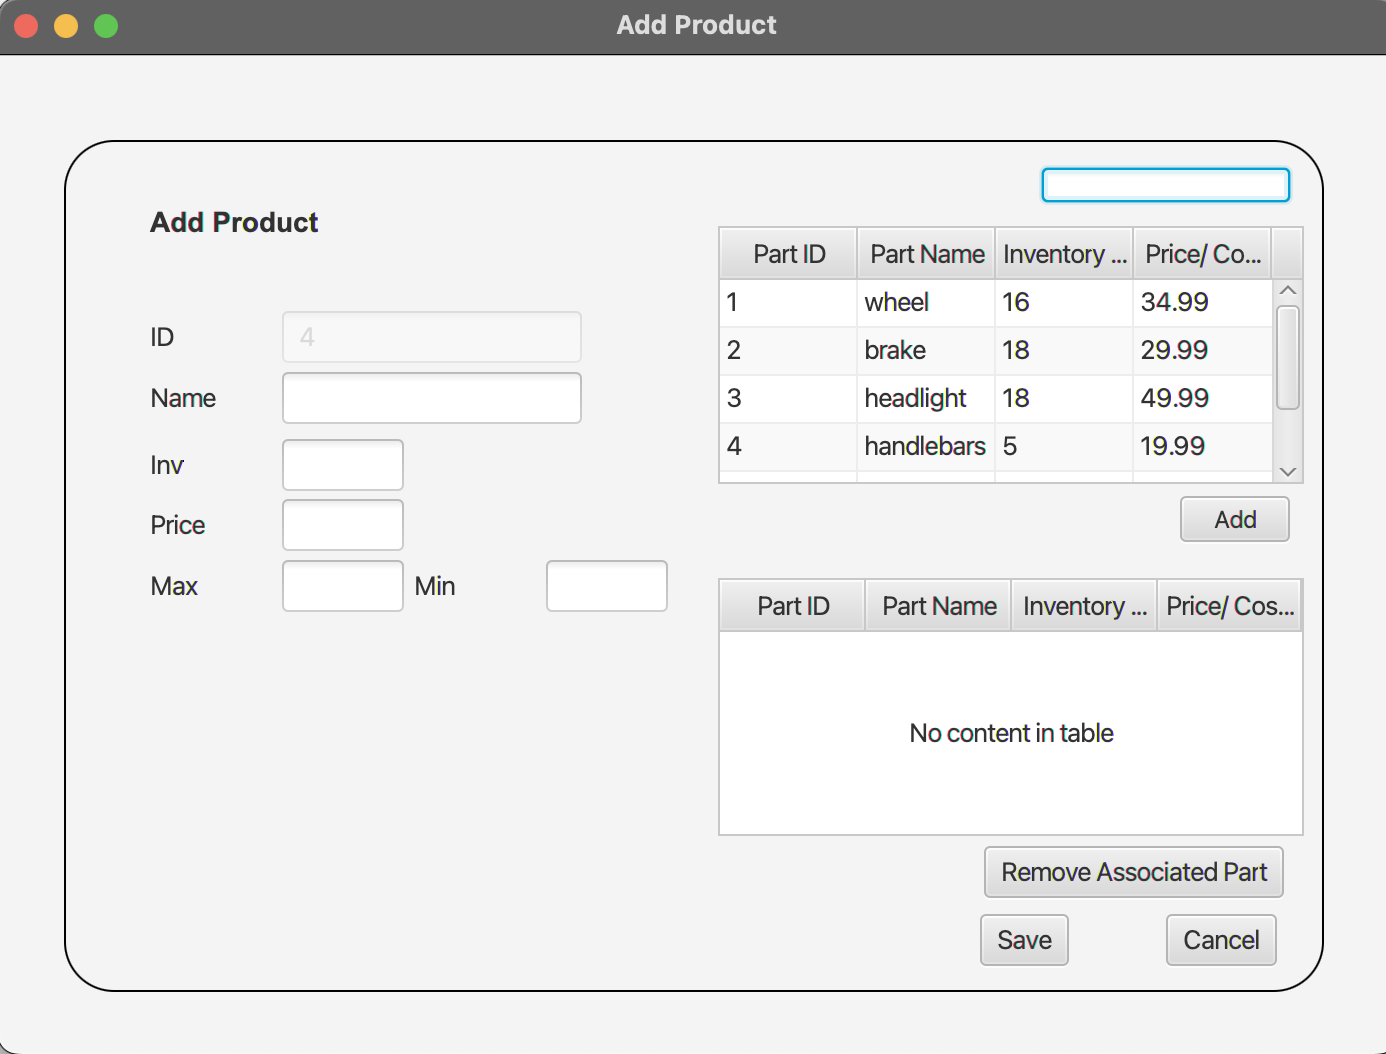 Add Product
Add Product
ID 4
Name
Inv
Price
Max Min
Part ID Part Name Inventory ... Price/ Co...
1 wheel 16 34.99
2 brake 18 29.99
3 headlight 18 49.99
4 handlebars 5 19.99
Add
Part ID Part Name Inventory ... Price/ Cos...
No content in table
Remove Associated Part
Save Cancel